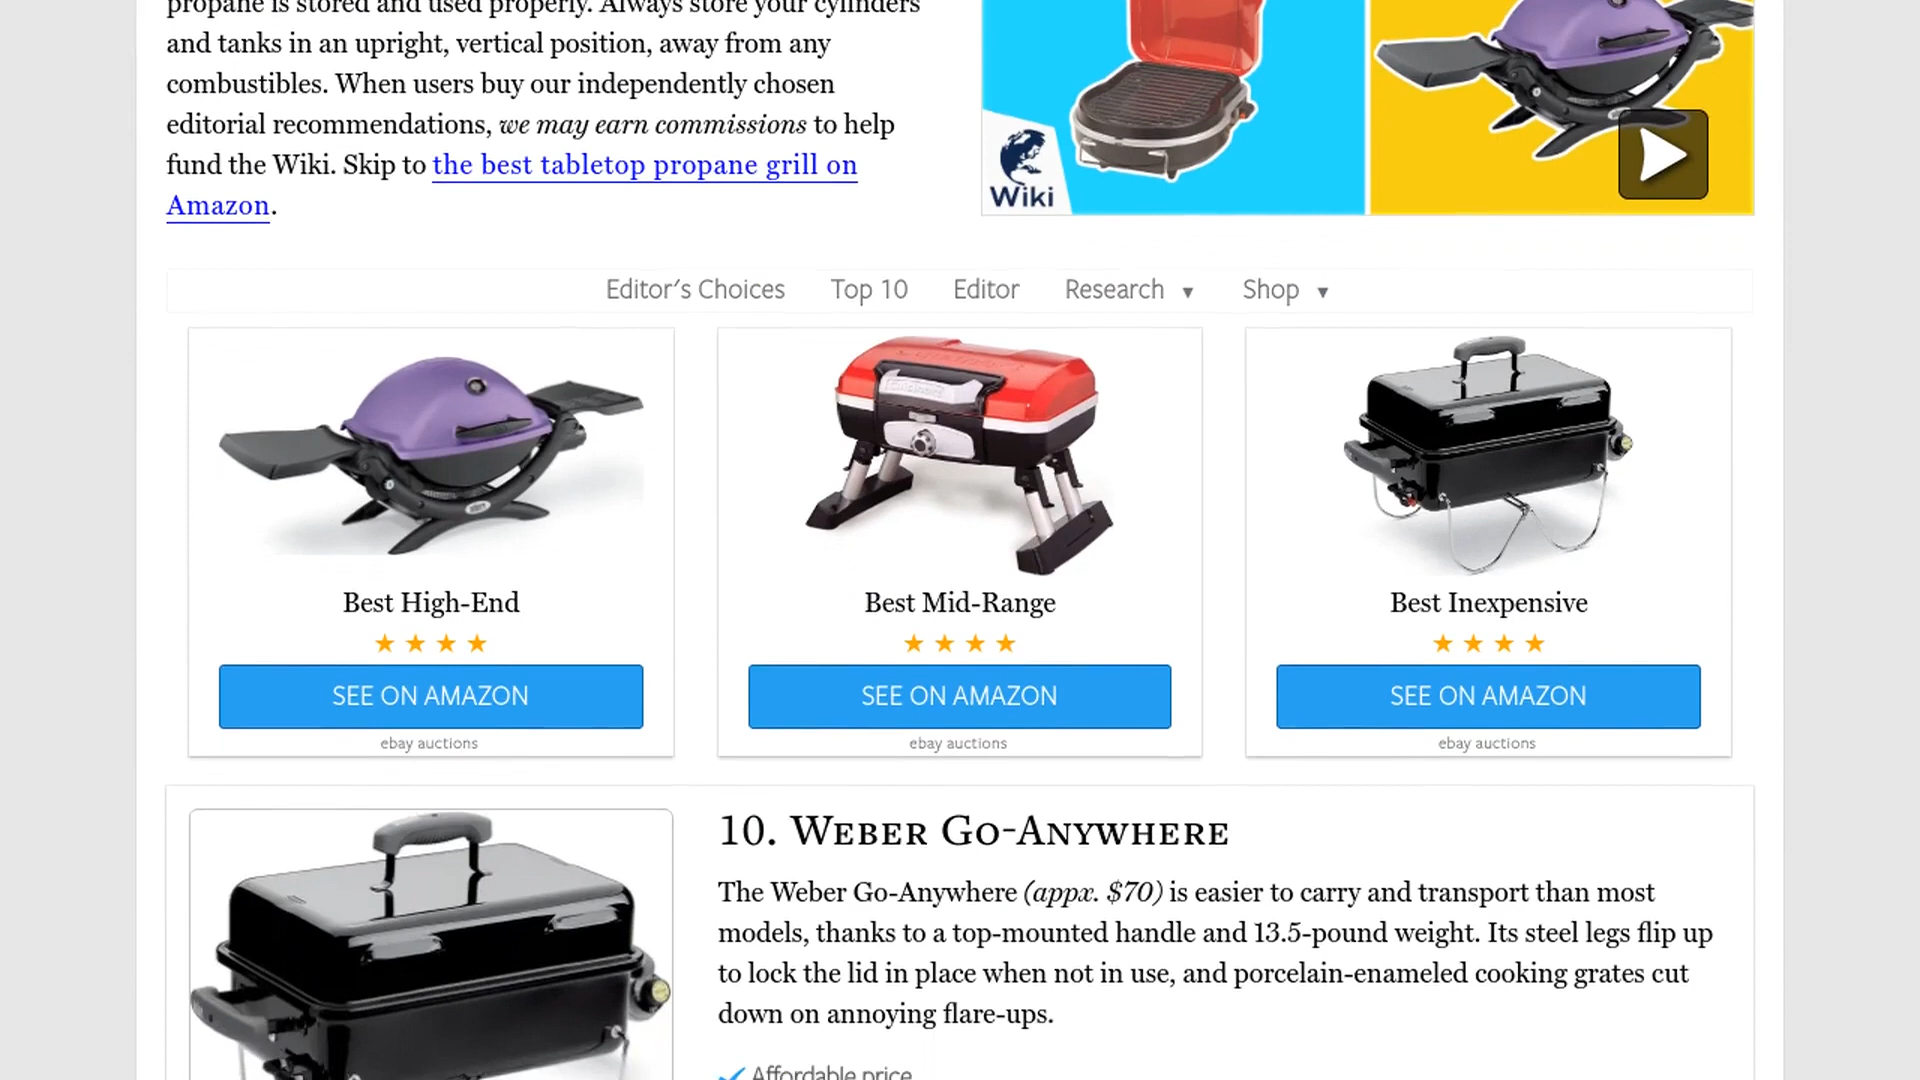 propane is stored and used properly. Always store your cylinders
and tanks in an upright, vertical position, away from any
combustibles. When users buy our independently chosen
editorial recommendations, we may earn commissions to help
fund the Wiki. Skip to the best tabletop propane grill on
Amazon.
Wiki
Editor's Choices Top 10 Editor Research ▼ Shop ▼
Best High-End
★ ★ ★ ★
SEE ON AMAZON
ebay auctions
Best Mid-Range
★ ★ ★ ★
SEE ON AMAZON
ebay auctions
Best Inexpensive
★ ★ ★ ★
SEE ON AMAZON
ebay auctions
10. Weber Go-Anywhere
The Weber Go-Anywhere (appx. $70) is easier to carry and transport than most
models, thanks to a top-mounted handle and 13.5-pound weight. Its steel legs flip up
to lock the lid in place when not in use, and porcelain-enameled cooking grates cut
down on annoying flare-ups.
Affordable price